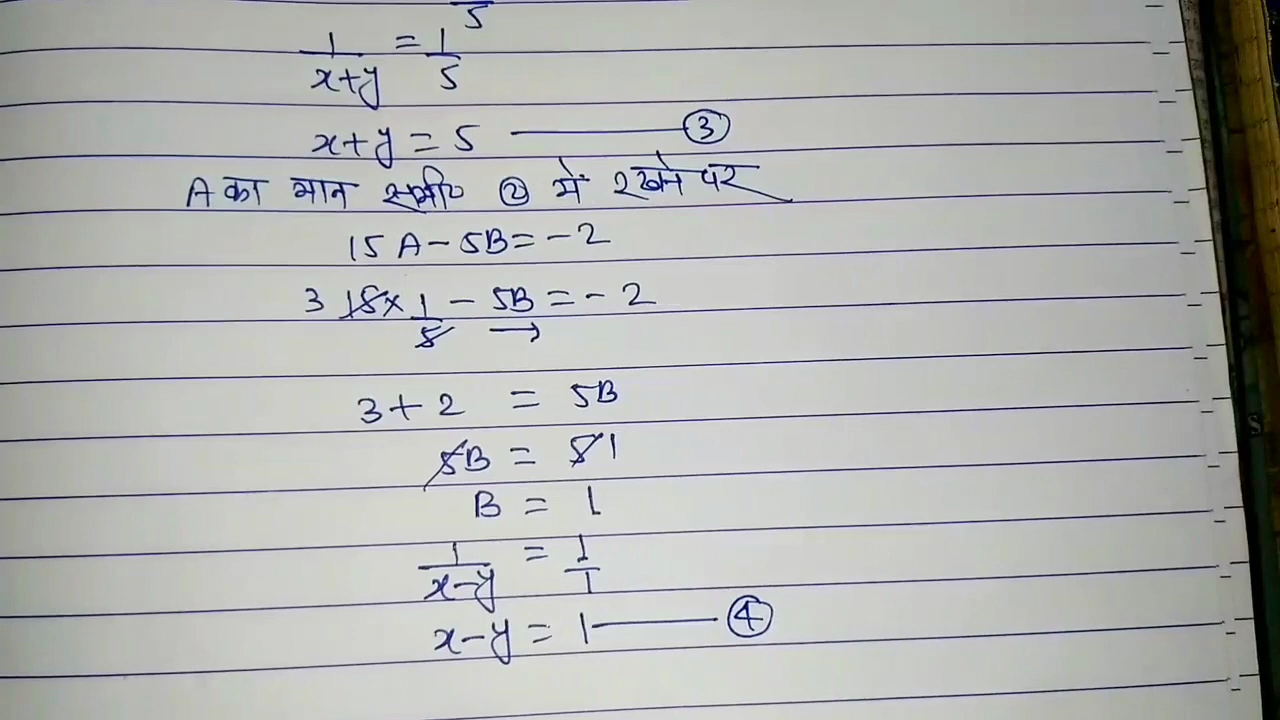 5
1/x+y = 1/5
x+y = 5 ——— ③
A का मान समी० ② में रखने पर
15A - 5B = -2
3 15 × 1/5 - 5B = -2
→
3 + 2 = 5B
5B = 5 1
B = 1
1/x-y = 1/1
x-y = 1 ——— ④